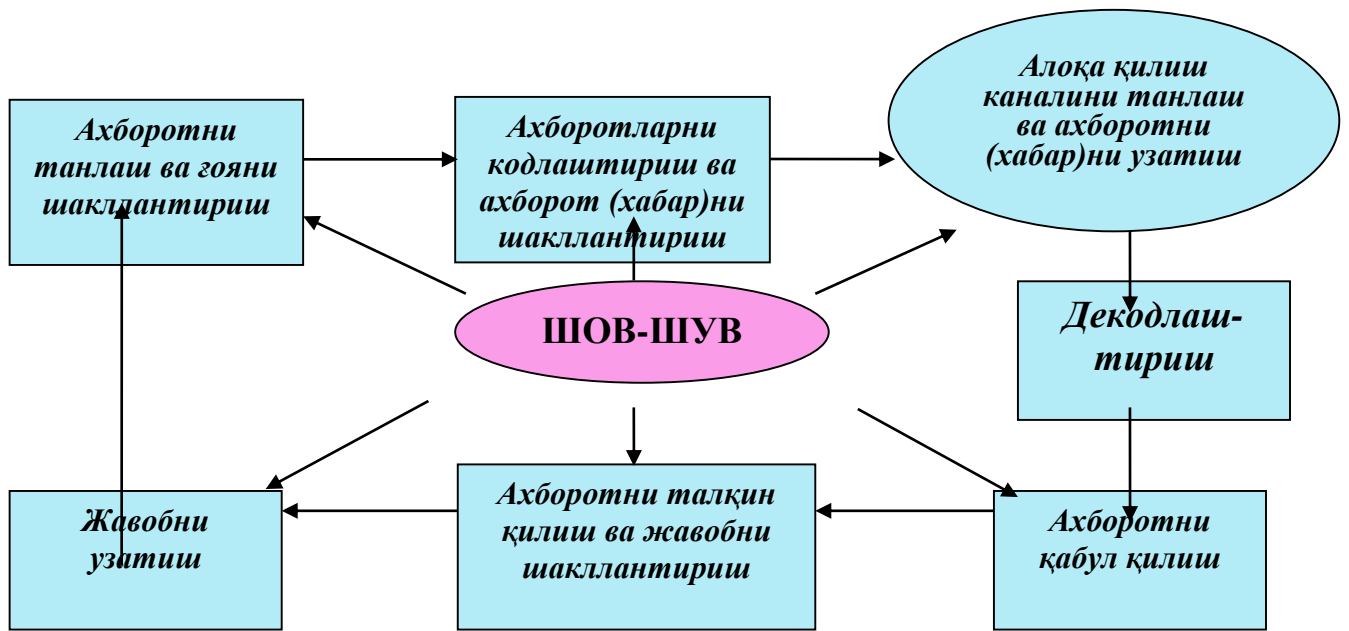 Ахборотни
танлаш ва ғояни
шакллантириш
Ахборотларни
кодлаштириш ва
ахборот (хабар)ни
шакллантириш
Алоқа қилиш
каналини танлаш
ва ахборотни
(хабар)ни узатиш
ШОВ-ШУВ
Декодлаш-
тириш
Жавобни
узатиш
Ахборотни талқин
қилиш ва жавобни
шакллантириш
Ахборотни
қабул қилиш